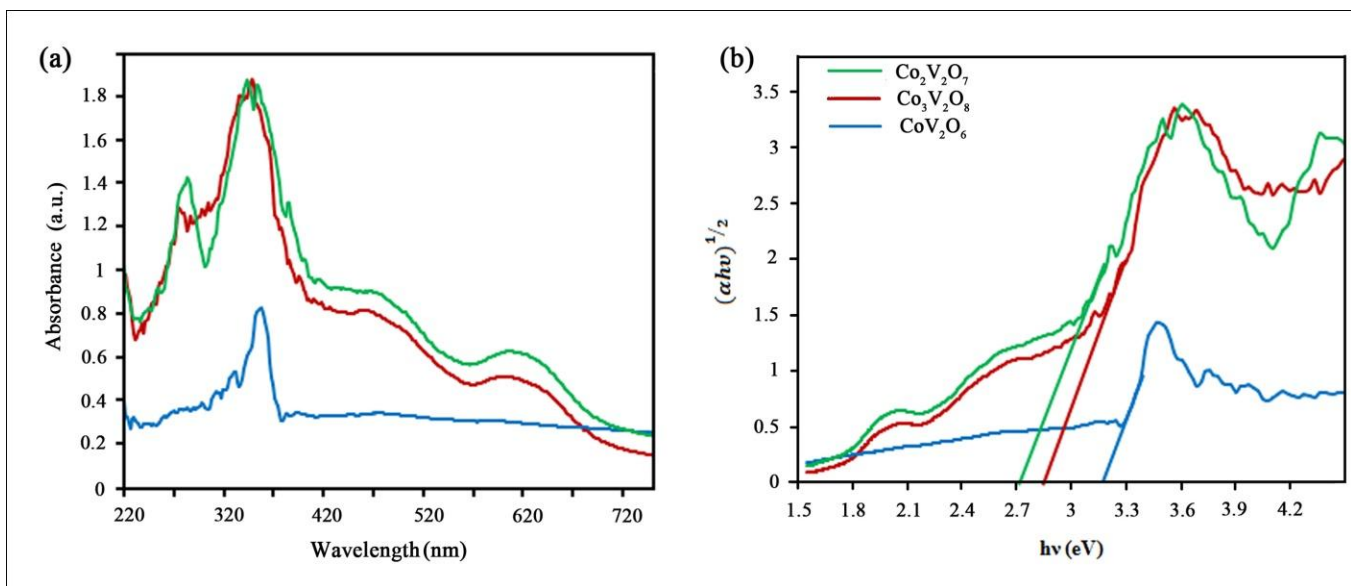 (a)
1.8
1.6
1.4
1.2
1
0.8
0.6
0.4
0.2
0
220 320 420 520 620 720
Wavelength (nm)
Absorbance (a.u.)
(b)
Co₂V₂O₇
Co₃V₂O₈
CoV₂O₆
3.5
3
2.5
2
1.5
1
0.5
0
1.5 1.8 2.1 2.4 2.7 3 3.3 3.6 3.9 4.2
hν (eV)
(αhν)^1/2